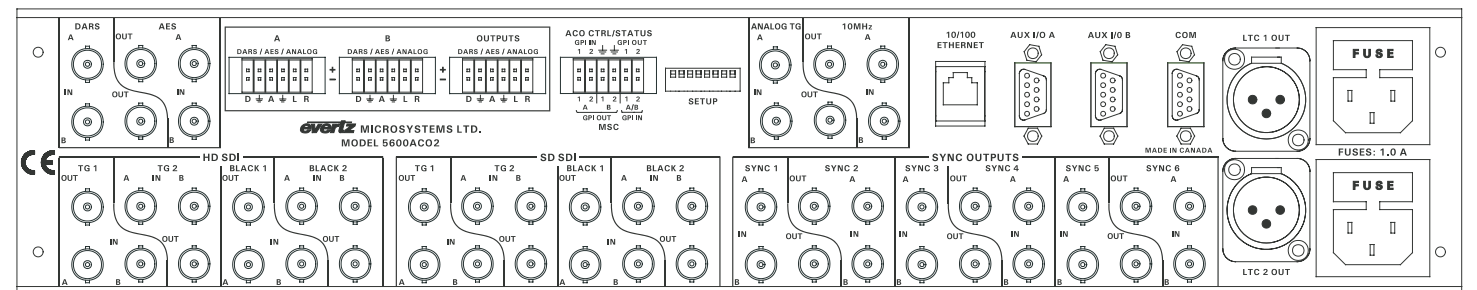 DARS AES
A OUT A
IN OUT IN
B B
A B OUTPUTS
DARS / AES / ANALOG DARS / AES / ANALOG DARS / AES / ANALOG
+ +
− −
D A L R D A L R D A L R
ACO CTRL/STATUS
GPI IN GPI OUT
1 2 1 2
1 2 1 2 1 2
A B A/B
GPI OUT GPI IN
MSC
SETUP
evertz MICROSYSTEMS LTD.
MODEL 5600ACO2
ANALOG TG 10MHz
A OUT A
IN OUT IN
B B
10/100
ETHERNET
AUX I/O A
AUX I/O B
COM
MADE IN CANADA
LTC 1 OUT
FUSE
FUSES: 1.0 A
CE
HD SDI
TG 1 TG 2 BLACK 1 BLACK 2
OUT A IN B OUT A IN B
IN OUT IN OUT
A B A B
SD SDI
TG 1 TG 2 BLACK 1 BLACK 2
OUT A IN B OUT A IN B
IN OUT IN OUT
A B A B
SYNC OUTPUTS
SYNC 1 SYNC 2 SYNC 3 SYNC 4 SYNC 5 SYNC 6
A OUT A A OUT A A OUT A
IN OUT IN IN OUT IN IN OUT IN
B B B B B B
FUSE
LTC 2 OUT